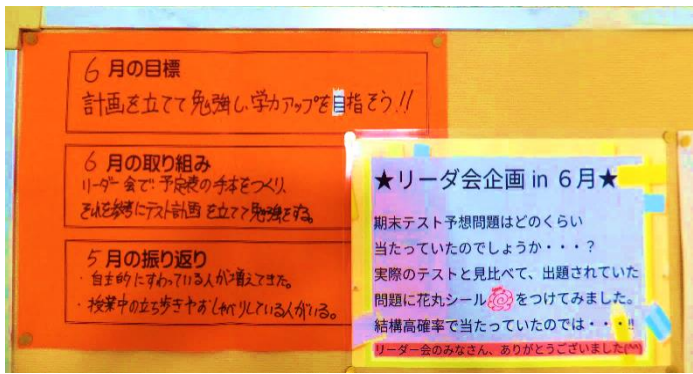 6 月の目標
計画を立てて勉強し、学力アップを目指そう!!
6 月の取り組み
リーダー会で、予定表の手本をつくり、
それを参考にテスト計画を立てて勉強をする。
5 月の振り返り
・自主的にすわっている人が増えてきた。
・授業中の立ち歩きやおしゃべりしている人がいる。
★リーダ会企画 in 6月★
期末テスト予想問題はどのくらい
当たっていたのでしょうか・・・?
実際のテストと見比べて、出題されていた
問題に花丸シールをつけてみました。
結構高確率で当たっていたのでは・・・!!
リーダー会のみなさん、ありがとうございました(^^)